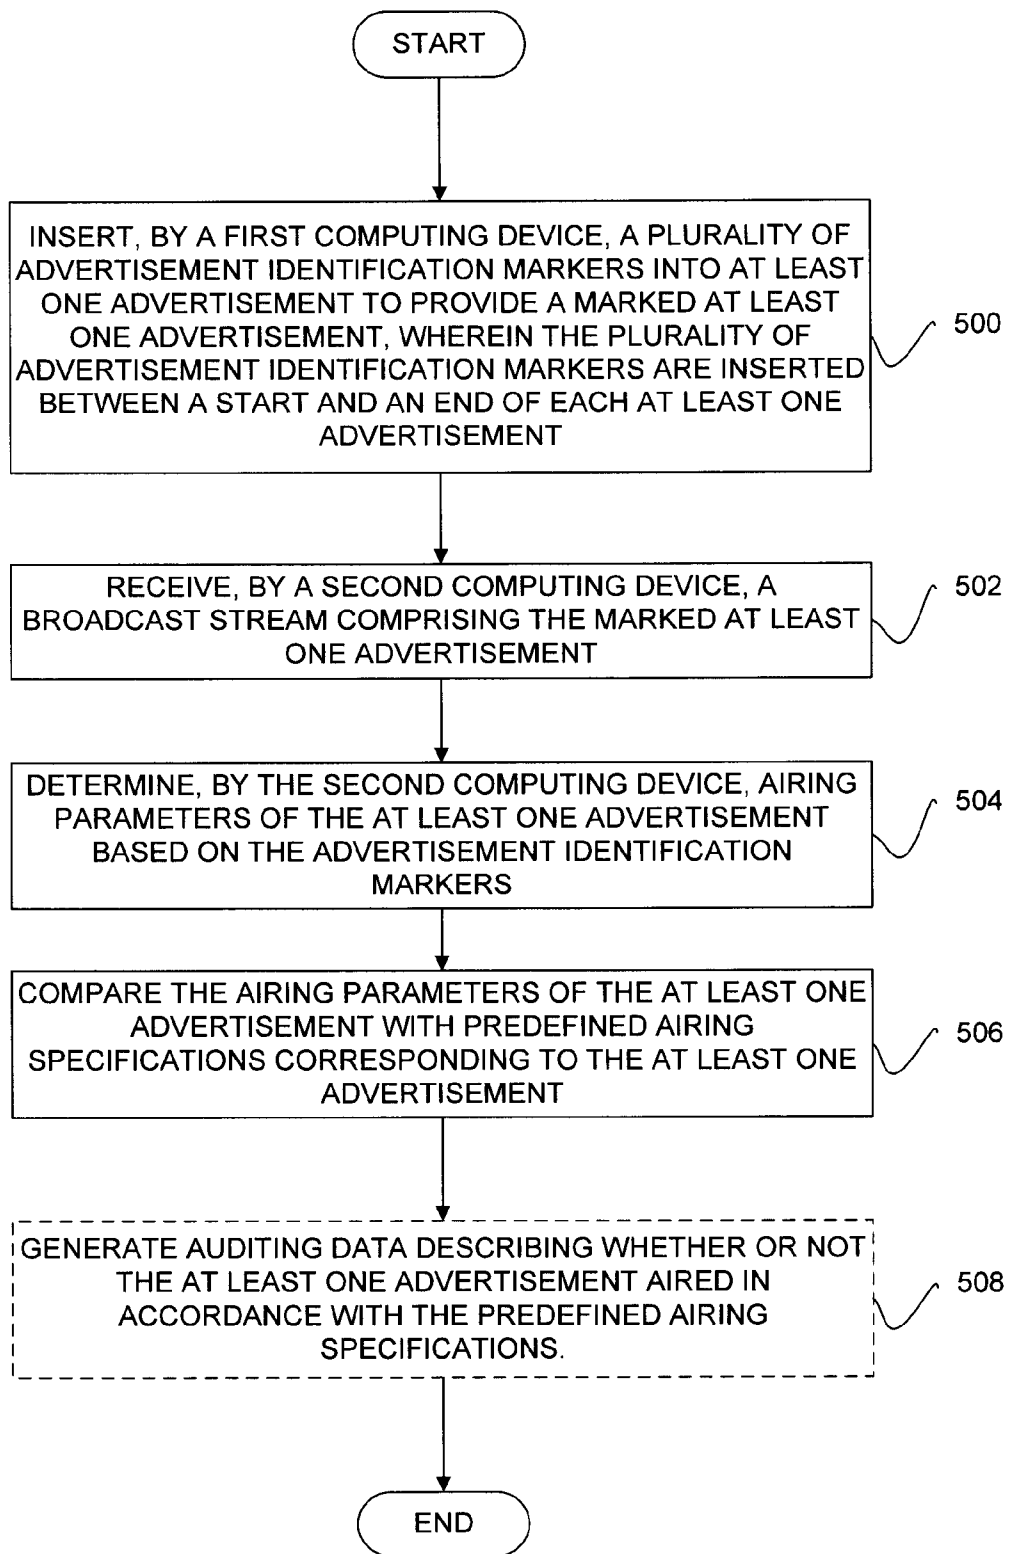 START
INSERT, BY A FIRST COMPUTING DEVICE, A PLURALITY OF
ADVERTISEMENT IDENTIFICATION MARKERS INTO AT LEAST
ONE ADVERTISEMENT TO PROVIDE A MARKED AT LEAST
ONE ADVERTISEMENT, WHEREIN THE PLURALITY OF
ADVERTISEMENT IDENTIFICATION MARKERS ARE INSERTED
BETWEEN A START AND AN END OF EACH AT LEAST ONE
ADVERTISEMENT
500
RECEIVE, BY A SECOND COMPUTING DEVICE, A
BROADCAST STREAM COMPRISING THE MARKED AT LEAST
ONE ADVERTISEMENT
502
DETERMINE, BY THE SECOND COMPUTING DEVICE, AIRING
PARAMETERS OF THE AT LEAST ONE ADVERTISEMENT
BASED ON THE ADVERTISEMENT IDENTIFICATION
MARKERS
504
COMPARE THE AIRING PARAMETERS OF THE AT LEAST ONE
ADVERTISEMENT WITH PREDEFINED AIRING
SPECIFICATIONS CORRESPONDING TO THE AT LEAST ONE
ADVERTISEMENT
506
GENERATE AUDITING DATA DESCRIBING WHETHER OR NOT
THE AT LEAST ONE ADVERTISEMENT AIRED IN
ACCORDANCE WITH THE PREDEFINED AIRING
SPECIFICATIONS.
508
END